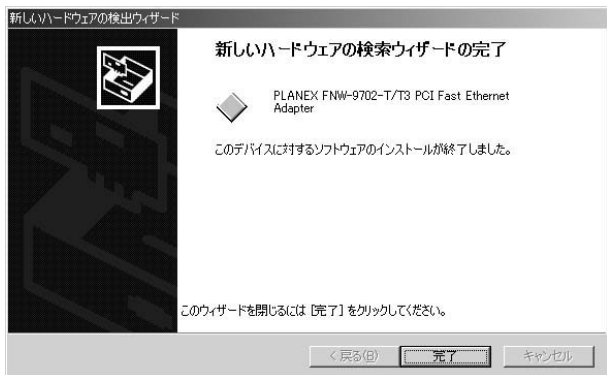 新しいハードウェアの検出ウィザード
新しいハードウェアの検索ウィザードの完了
PLANEX FNW-9702-T/T3 PCI Fast Ethernet
Adapter
このデバイスに対するソフトウェアのインストールが終了しました。
このウィザードを閉じるには [完了] をクリックしてください。
< 戻る(B)
完了
キャンセル